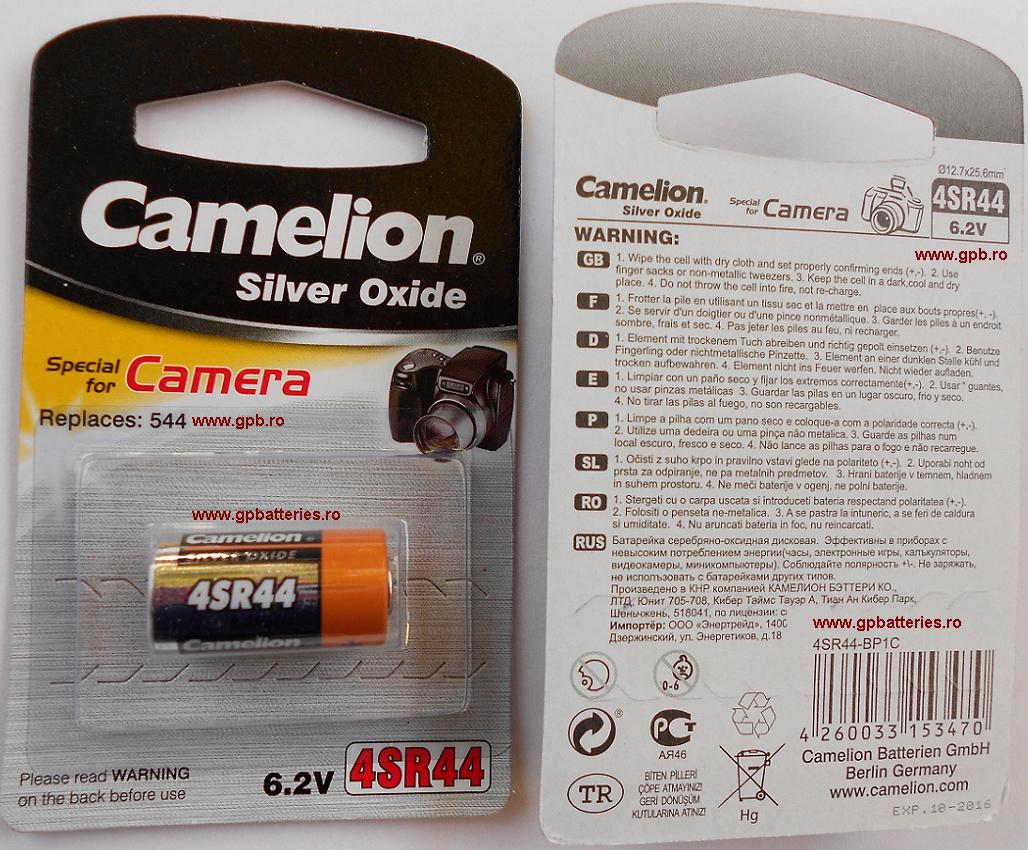 Camelion®
Silver Oxide
Special for Camera
Replaces: 544 www.gpb.ro
www.gpbatteries.ro
Camelion
SILVER OXIDE
4SR44
Camelion
Please read WARNING
on the back before use
6.2V 4SR44
Ø12.7x25,6mm
Camelion® Special for Camera 4SR44
Silver Oxide
6.2V
WARNING:
www.gpb.ro
GB 1. Wipe the cell with dry cloth and set properly confirming ends (+,-). 2. Use
finger sacks or non-metallic tweezers. 3. Keep the cell in a dark,cool and dry
place. 4. Do not throw the cell into fire, not re-charge.
F 1. Frotter la pile en utilisant un tissu sec et la mettre en place aux bouts propres(+, -).
2. Se servir d'un doigtier ou d'une pince nonmétallique. 3. Garder les piles à un endroit
sombre, frais et sec. 4. Pas jeter les piles au feu, ni recharger.
D 1. Element mit trockenem Tuch abreiben und richtig gepolt einsetzen (+,-). 2. Benutze
Fingerling oder nichtmetallische Pinzette. 3. Element an einer dunklen Stelle kühl und
trocken aufbewahren. 4. Element nicht ins Feuer werfen. Nicht wieder aufladen.
E 1. Limpiar con un paño seco y fijar los extremos correctamente(+,-). 2. Usar " guantes,
no usar pinzas metálicas 3. Guardar las pilas en un lugar oscuro, frio y seco.
4. No tirar las pilas al fuego, no son recargables.
P 1. Limpe a pilha com um pano seco e coloque-a com a polaridade correcta (+,-).
2. Utilize uma dedeira ou uma pinça não metalica. 3. Guarde as pilhas num
local escuro, fresco e seco. 4. Não lance as pilhas para o fogo e não recarregue.
SL 1. Očisti z suho krpo in pravilno vstavi glede na polariteto (+,-). 2. Uporabi noht od
prsta za odpiranje, ne pa metalnih predmetov. 3. Hrani baterije v temnem, hladnem
in suhem prostoru. 4. Ne meči baterije v ogenj, ne polni baterije.
RO 1. Stergeti cu o carpa uscata si introduceti bateria respectand polaritatea (+,-).
2. Folositi o penseta ne-metalica. 3. A se pastra la intuneric, a se feri de caldura
si umiditate. 4. Nu aruncati bateria in foc, nu reincarcati.
RUS Батарейка серебряно-оксидная дисковая. Эффективны в приборах с
невысоким потреблением энергии(часы, электронные игры, калькуляторы,
видеокамеры, миникомпьютеры). Соблюдайте полярность +\-. Не заряжать,
не использовать с батарейками других типов.
Произведено в КНР компанией КАМЕЛИОН БЭТТЕРИ КО.,
ЛТД. Юнит 705-708, Кибер Таймс Тауэр А, Тиан Ан Кибер Парк,
Шеньчжень, 518041, по лицензии:
Импортёр: ООО «Энертрейд»,
Дзержинский, ул. Энергетиков, д.18
www.gpbatteries.ro
4SR44-BP1C
0-6
4 260033 153470
®
РСТ
АЯ46
Camelion Batterien GmbH
Berlin Germany
www.camelion.com
TR BİTEN PİLLERİ
ÇÖPE ATMAYINIZ!
GERİ DÖNÜŞÜM
KUTULARINA ATINIZ!
Hg
EXP.10-2016